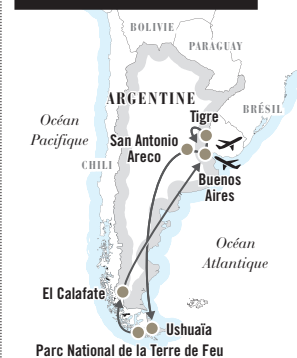 BOLIVIE
PARAGUAY
ARGENTINE
BRÉSIL
Tigre
Océan
Pacifique
San Antonio
Areco
CHILI
Buenos
Aires
Océan
Atlantique
El Calafate
Ushuaïa
Parc National de la Terre de Feu